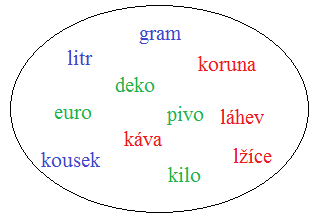 gram
litr
koruna
deko
euro
pivo
láhev
káva
kousek
lžíce
kilo